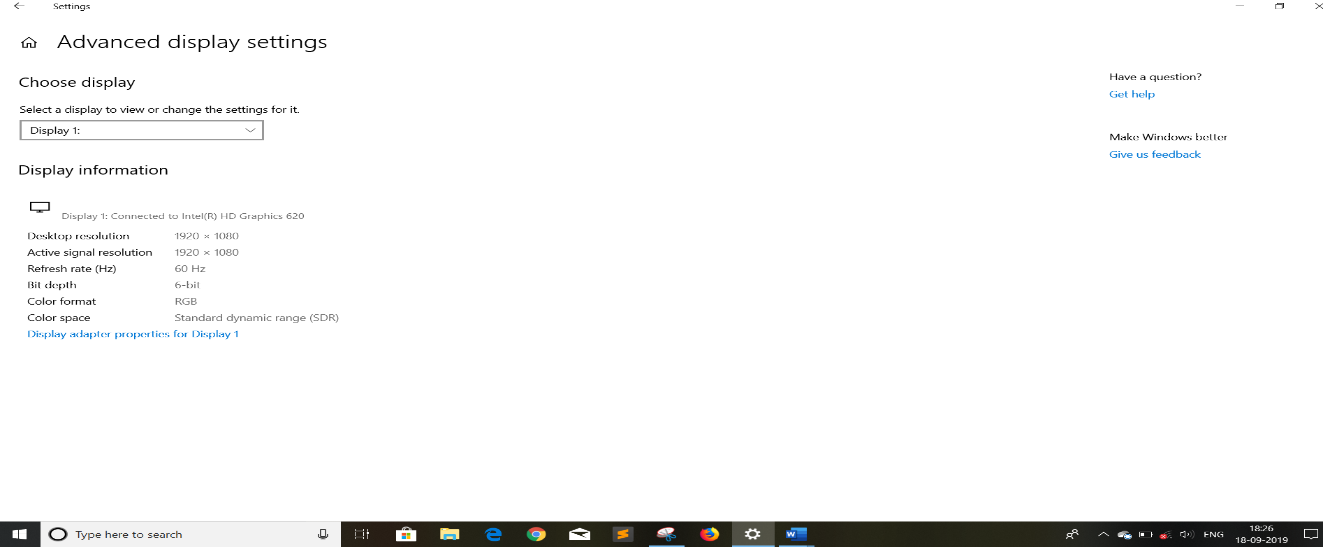 Settings
Advanced display settings
Choose display
Select a display to view or change the settings for it.
Display 1:
Display information
Display 1: Connected to Intel(R) HD Graphics 620
Desktop resolution 1920 × 1080
Active signal resolution 1920 × 1080
Refresh rate (Hz) 60 Hz
Bit depth 6-bit
Color format RGB
Color space Standard dynamic range (SDR)
Display adapter properties for Display 1
Have a question?
Get help
Make Windows better
Give us feedback
Type here to search
ENG
18:26
18-09-2019